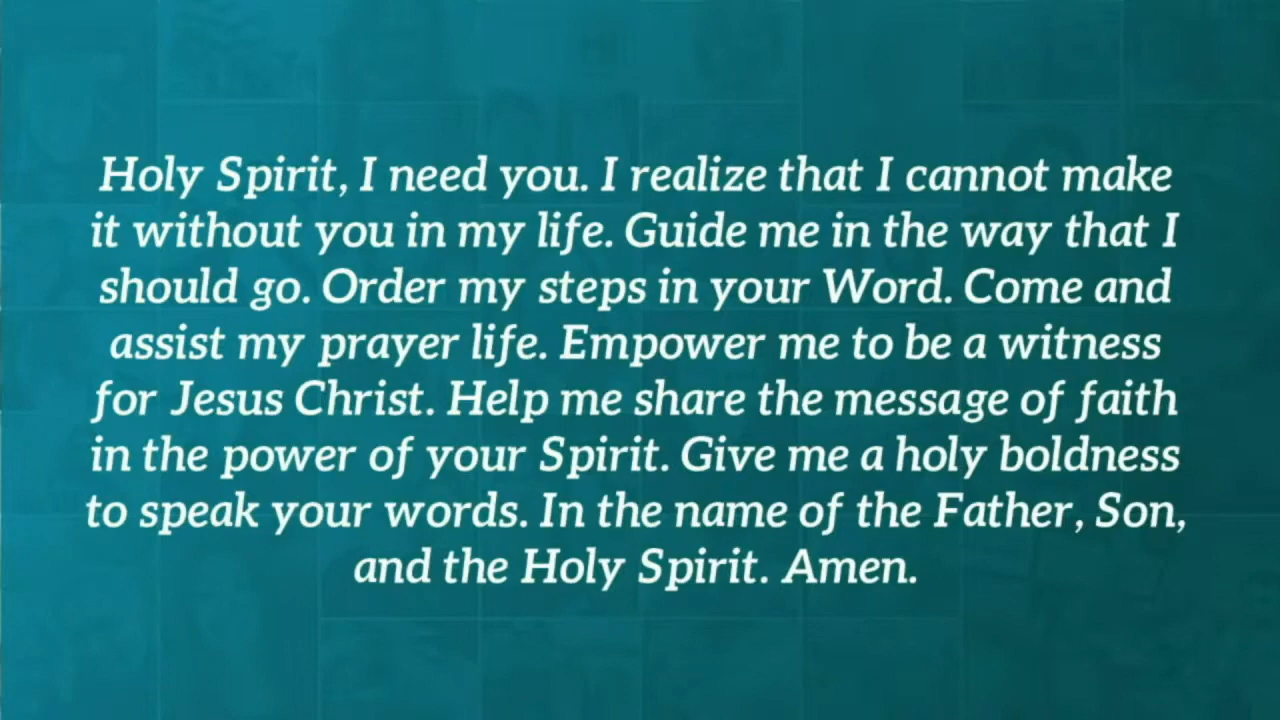 Holy Spirit, I need you. I realize that I cannot make
it without you in my life. Guide me in the way that I
should go. Order my steps in your Word. Come and
assist my prayer life. Empower me to be a witness
for Jesus Christ. Help me share the message of faith
in the power of your Spirit. Give me a holy boldness
to speak your words. In the name of the Father, Son,
and the Holy Spirit. Amen.